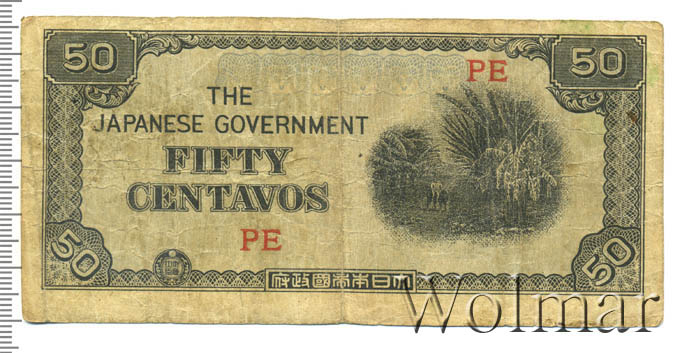 50
50
PE
THE
JAPANESE GOVERNMENT
FIFTY
CENTAVOS
PE
50
50
府政國帝本日大
Wolmar